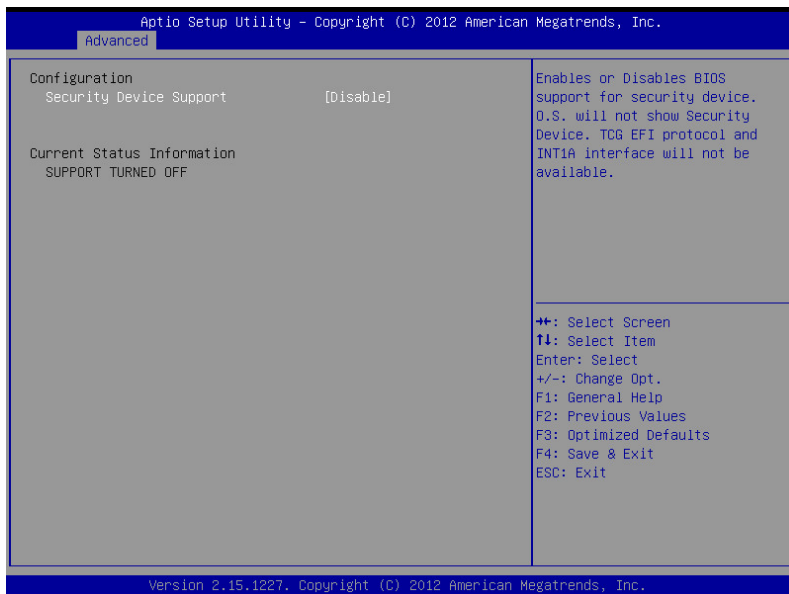 Aptio Setup Utility – Copyright (C) 2012 American Megatrends, Inc.
Advanced
Configuration
Security Device Support [Disable]
Current Status Information
SUPPORT TURNED OFF
Enables or Disables BIOS
support for security device.
O.S. will not show Security
Device. TCG EFI protocol and
INT1A interface will not be
available.
→←: Select Screen
↑↓: Select Item
Enter: Select
+/-: Change Opt.
F1: General Help
F2: Previous Values
F3: Optimized Defaults
F4: Save & Exit
ESC: Exit
Version 2.15.1227. Copyright (C) 2012 American Megatrends, Inc.